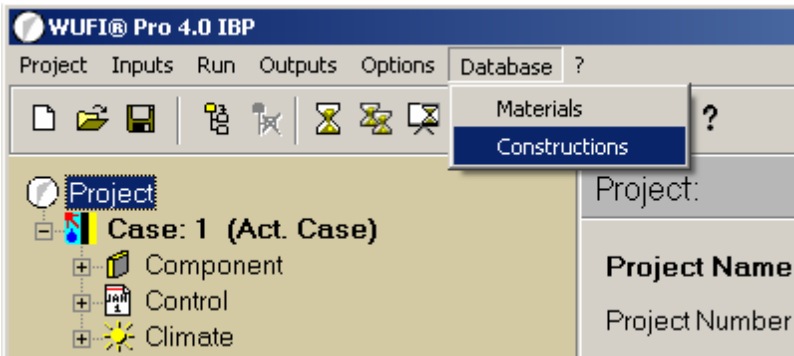 WUFI® Pro 4.0 IBP
Project Inputs Run Outputs Options Database ?
Materials
Constructions
?
Project
Project:
Case: 1 (Act. Case)
Component
Project Name
Control
Project Number
Climate